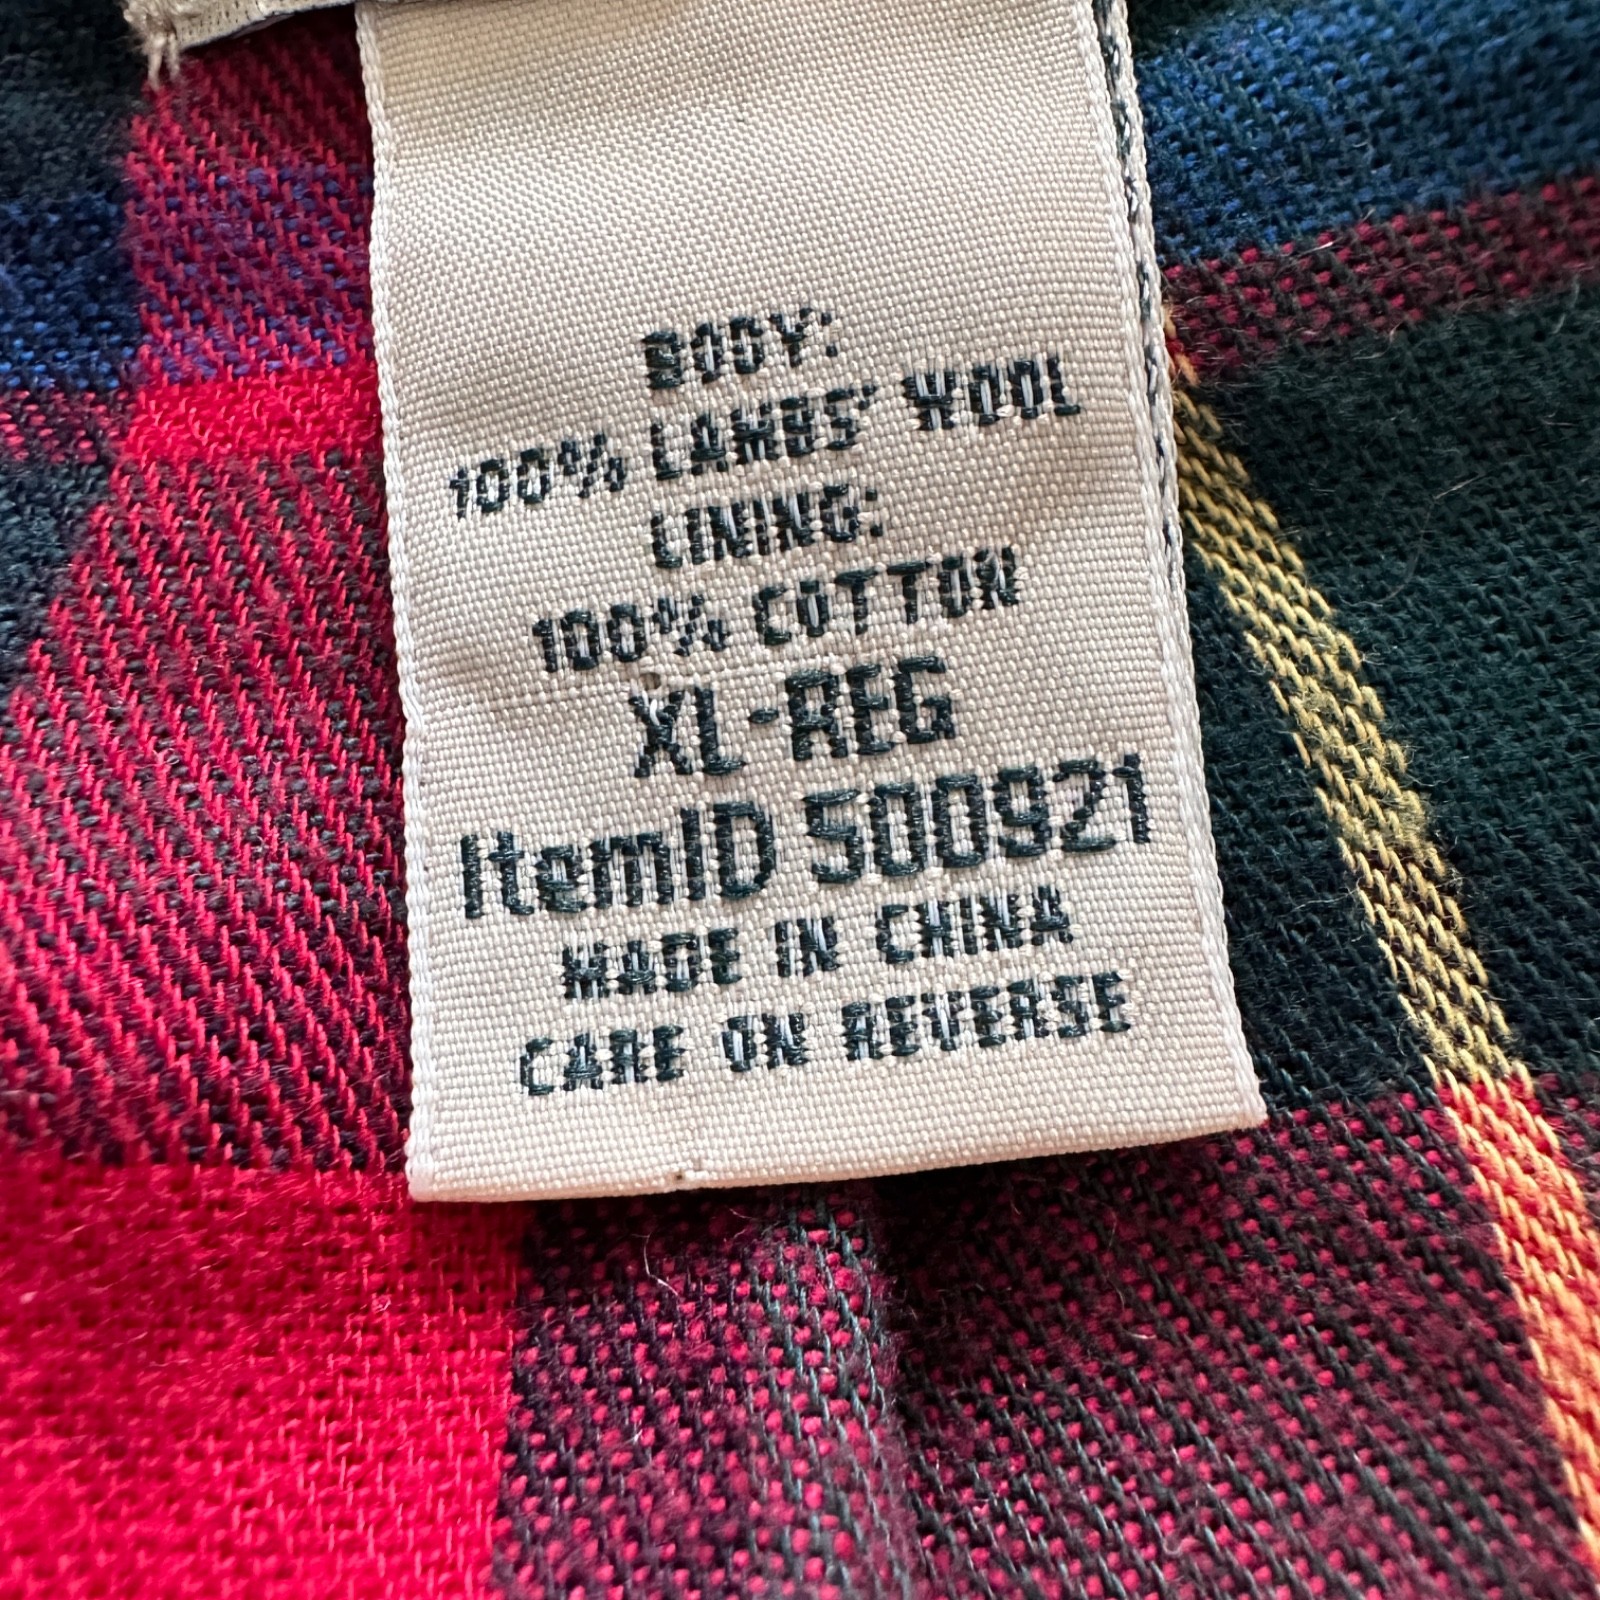 BODY:
100% LAMBS' WOOL
LINING:
100% COTTON
XL-REG
ItemID 500921
MADE IN CHINA
CARE ON REVERSE